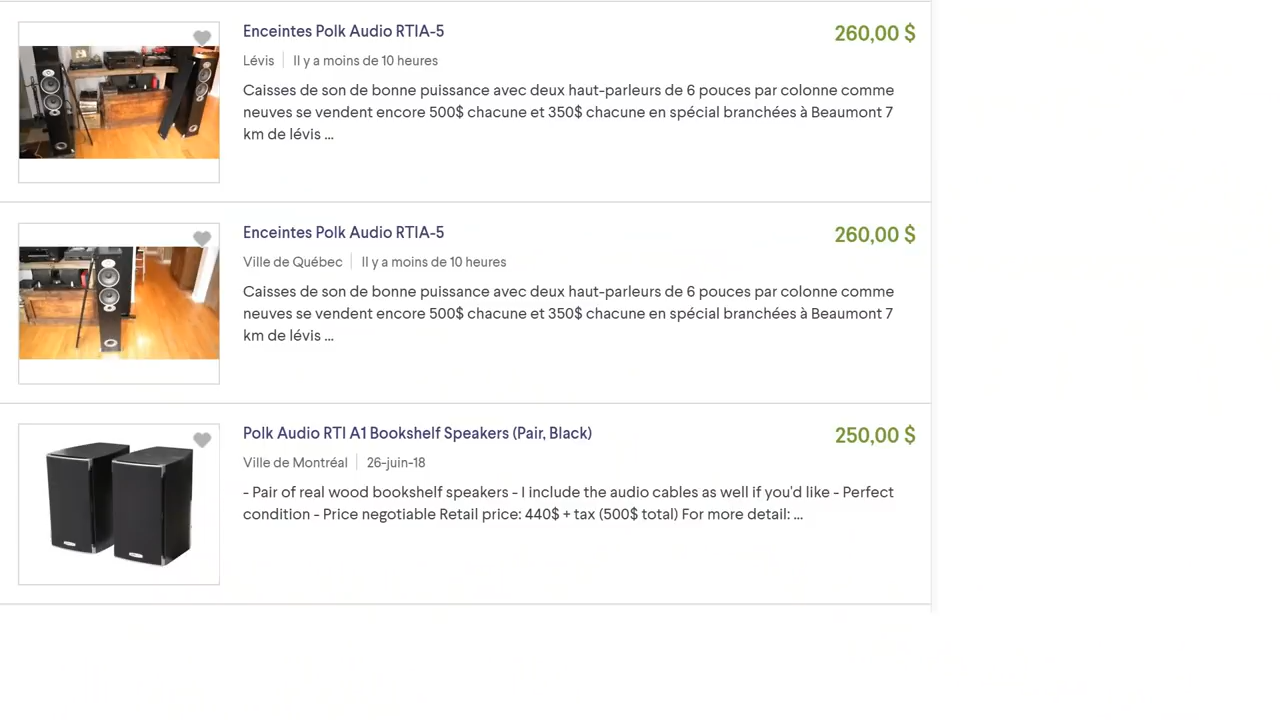 Enceintes Polk Audio RTIA-5
260,00 $
Lévis
Il y a moins de 10 heures
Caisses de son de bonne puissance avec deux haut-parleurs de 6 pouces par colonne comme
neuves se vendent encore 500$ chacune et 350$ chacune en spécial branchées à Beaumont 7
km de lévis ...
Enceintes Polk Audio RTIA-5
260,00 $
Ville de Québec
Il y a moins de 10 heures
Caisses de son de bonne puissance avec deux haut-parleurs de 6 pouces par colonne comme
neuves se vendent encore 500$ chacune et 350$ chacune en spécial branchées à Beaumont 7
km de lévis ...
Polk Audio RTI A1 Bookshelf Speakers (Pair, Black)
250,00 $
Ville de Montréal
26-juin-18
- Pair of real wood bookshelf speakers - I include the audio cables as well if you'd like - Perfect
condition - Price negotiable Retail price: 440$ + tax (500$ total) For more detail: ...